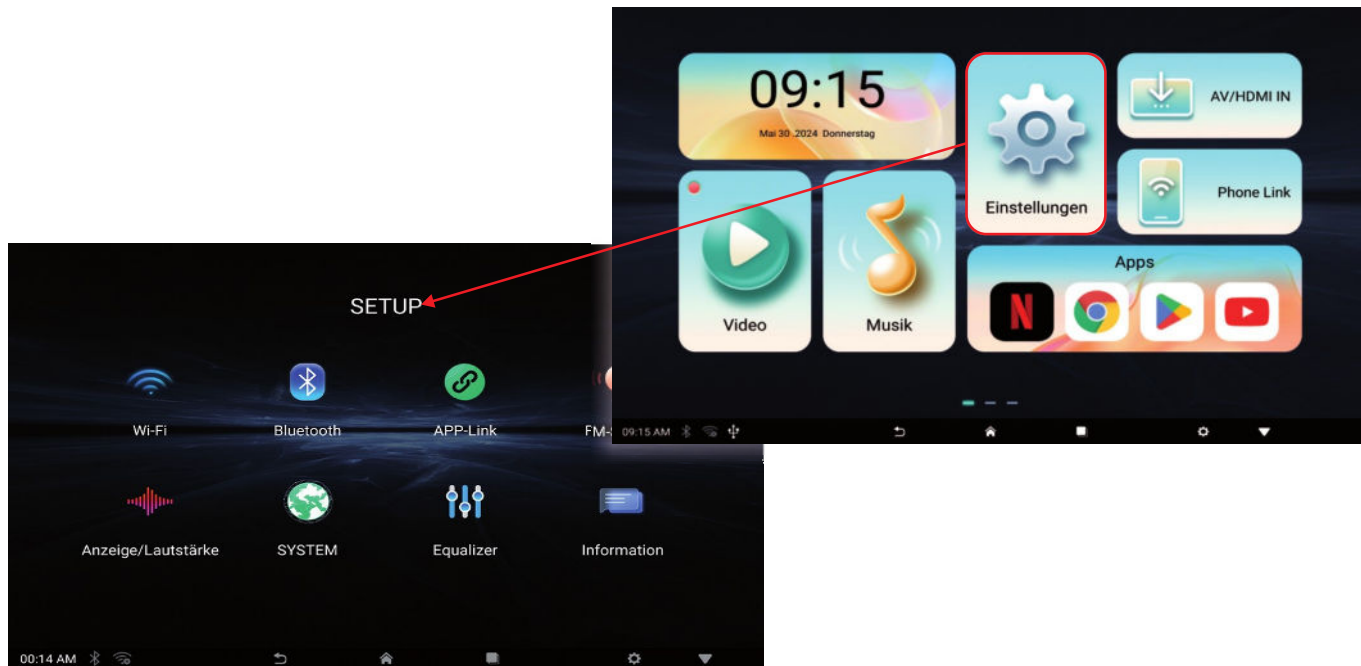 09:15
Mai 30 .2024 Donnerstag
Einstellungen
AV/HDMI IN
Phone Link
Video
Musik
Apps
N
09:15 AM
SETUP
Wi-Fi
Bluetooth
APP-Link
Anzeige/Lautstärke
SYSTEM
Equalizer
Information
00:14 AM